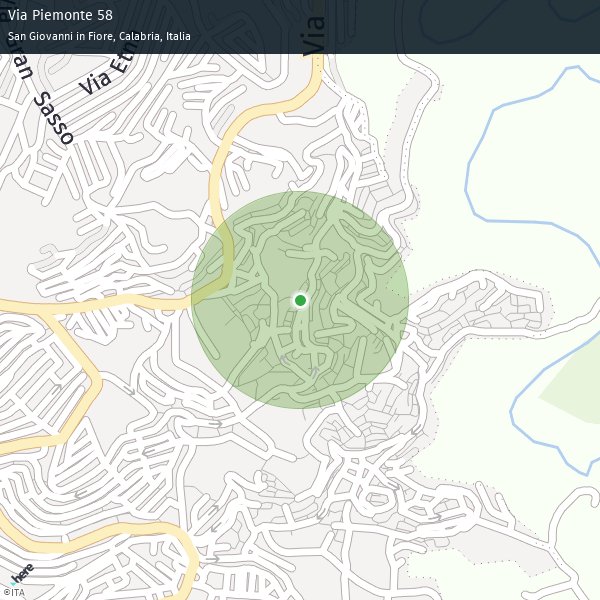 Via Piemonte 58
San Giovanni in Fiore, Calabria, Italia
Via
Via Etn
Gran Sasso
here
©ITA